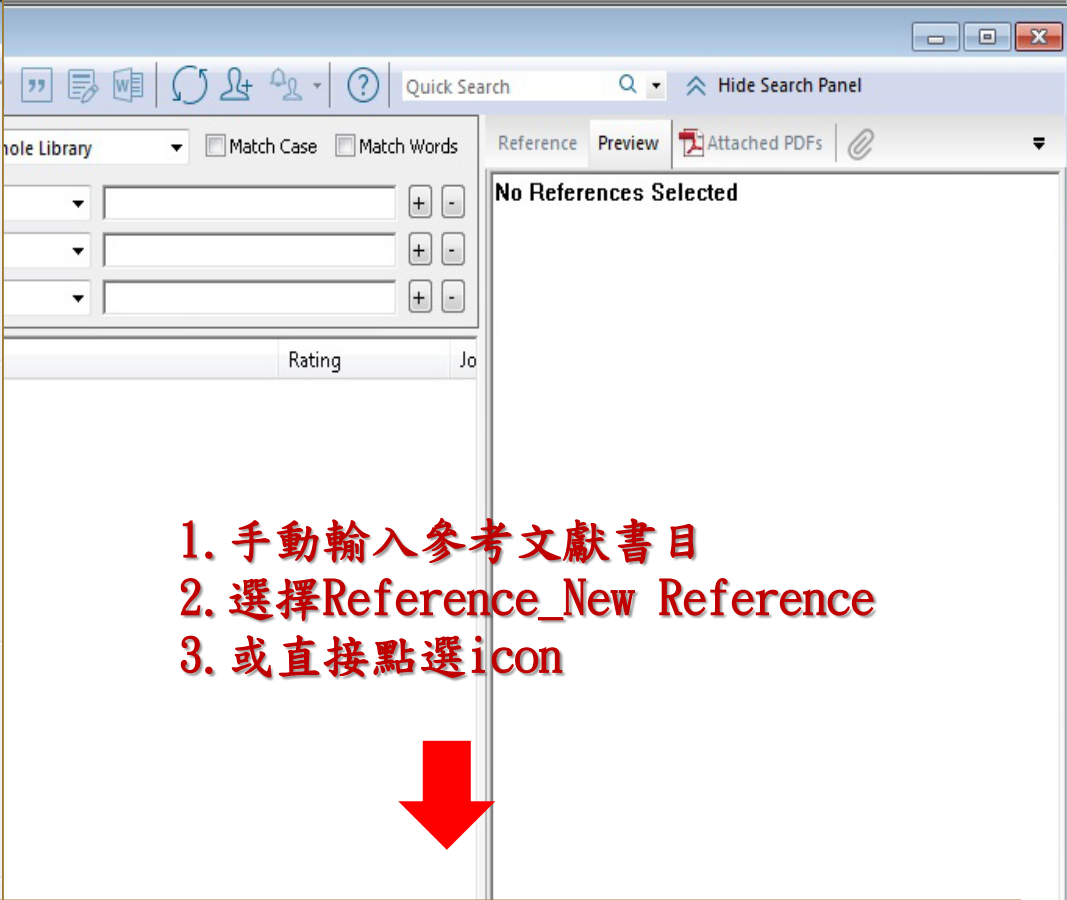 Quick Search
Hide Search Panel
hole Library
Match Case
Match Words
Reference
Preview
Attached PDFs
No References Selected
+ -
+ -
+ -
Rating
Jo
1.手動輸入參考文獻書目
2.選擇Reference_New Reference
3.或直接點選icon